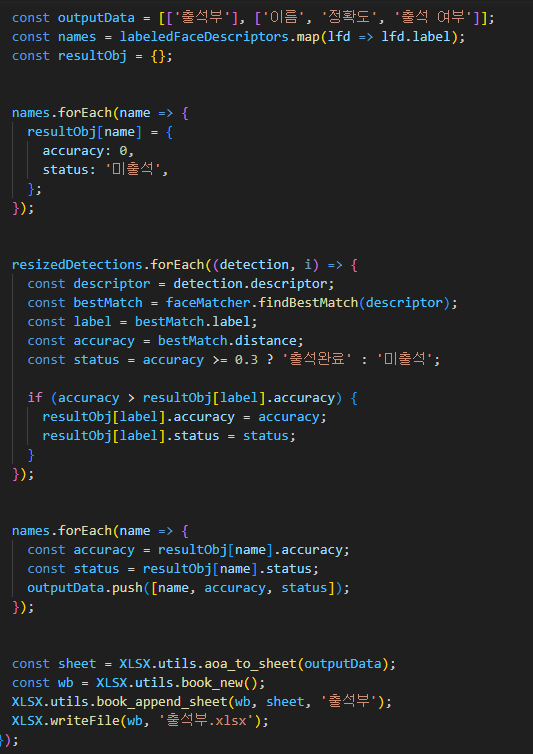 const outputData = [['출석부'], ['이름', '정확도', '출석 여부']];
const names = labeledFaceDescriptors.map(lfd => lfd.label);
const resultObj = {};
names.forEach(name => {
resultObj[name] = {
accuracy: 0,
status: '미출석',
};
});
resizedDetections.forEach((detection, i) => {
const descriptor = detection.descriptor;
const bestMatch = faceMatcher.findBestMatch(descriptor);
const label = bestMatch.label;
const accuracy = bestMatch.distance;
const status = accuracy >= 0.3 ? '출석완료' : '미출석';
if (accuracy > resultObj[label].accuracy) {
resultObj[label].accuracy = accuracy;
resultObj[label].status = status;
}
});
names.forEach(name => {
const accuracy = resultObj[name].accuracy;
const status = resultObj[name].status;
outputData.push([name, accuracy, status]);
});
const sheet = XLSX.utils.aoa_to_sheet(outputData);
const wb = XLSX.utils.book_new();
XLSX.utils.book_append_sheet(wb, sheet, '출석부');
XLSX.writeFile(wb, '출석부.xlsx');
});